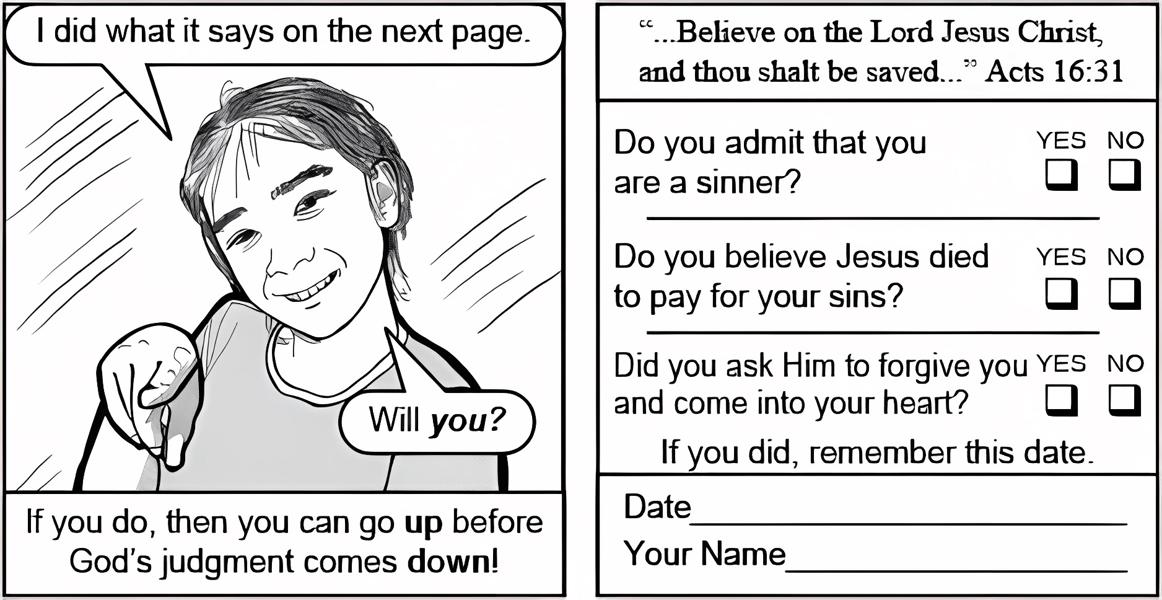 I did what it says on the next page.
Will you?
If you do, then you can go up before
God's judgment comes down!
“...Believe on the Lord Jesus Christ,
and thou shalt be saved...” Acts 16:31
YES NO
Do you admit that you
are a sinner?
YES NO
Do you believe Jesus died
to pay for your sins?
Did you ask Him to forgive you YES NO
and come into your heart?
If you did, remember this date.
Date
Your Name